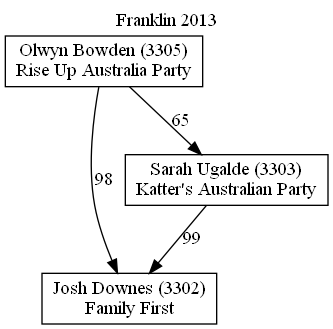 Franklin 2013
Olwyn Bowden (3305)
Rise Up Australia Party
65
Sarah Ugalde (3303)
Katter's Australian Party
98
99
Josh Downes (3302)
Family First